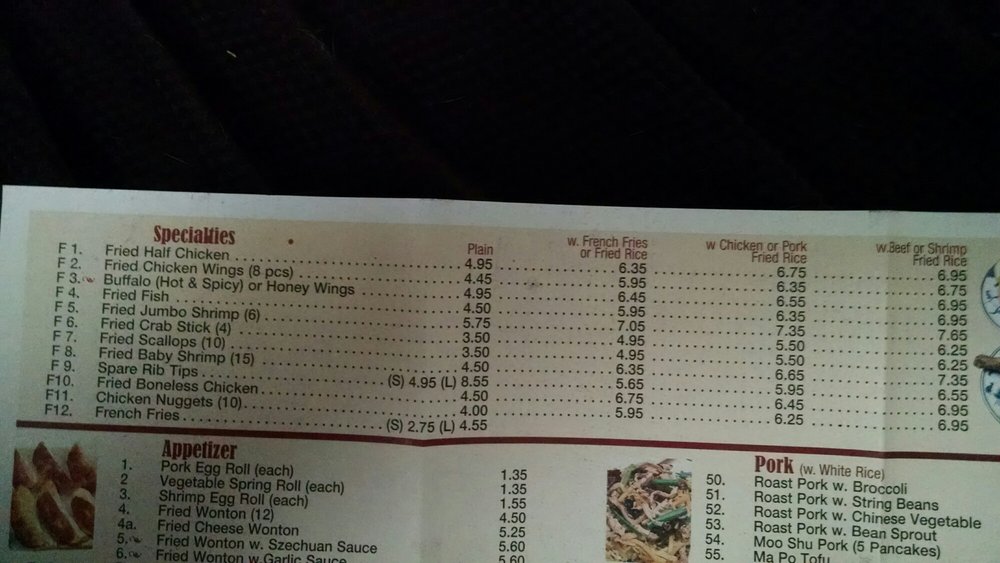 Specialties
Plain w. French Fries or Fried Rice w Chicken or Pork Fried Rice w.Beef or Shrimp Fried Rice
F 1. Fried Half Chicken 4.95 6.35 6.75 6.95
F 2. Fried Chicken Wings (8 pcs) 4.45 5.95 6.35 6.75
F 3. Buffalo (Hot & Spicy) or Honey Wings 4.95 6.45 6.55 6.95
F 4. Fried Fish 4.50 5.95 6.35 6.95
F 5. Fried Jumbo Shrimp (6) 5.75 7.05 7.35 7.65
F 6. Fried Crab Stick (4) 3.50 4.95 5.50 6.25
F 7. Fried Scallops (10) 3.50 4.95 5.50 6.25
F 8. Fried Baby Shrimp (15) 4.50 6.35 6.65 7.35
F 9. Spare Rib Tips (S) 4.95 (L) 8.55 5.65 5.95 6.55
F10. Fried Boneless Chicken 4.50 6.75 6.45 6.95
F11. Chicken Nuggets (10) 4.00 5.95 6.25 6.95
F12. French Fries (S) 2.75 (L) 4.55
Appetizer
1. Pork Egg Roll (each) 1.35
2 Vegetable Spring Roll (each) 1.35
3. Shrimp Egg Roll (each) 1.55
4. Fried Wonton (12) 4.50
4a. Fried Cheese Wonton 5.25
5. Fried Wonton w. Szechuan Sauce 5.60
6. Fried Wonton w.Garlic Sauce 5.60
Pork (w. White Rice)
50. Roast Pork w. Broccoli
51. Roast Pork w. String Beans
52. Roast Pork w. Chinese Vegetable
53. Roast Pork w. Bean Sprout
54. Moo Shu Pork (5 Pancakes)
55. Ma Po Tofu